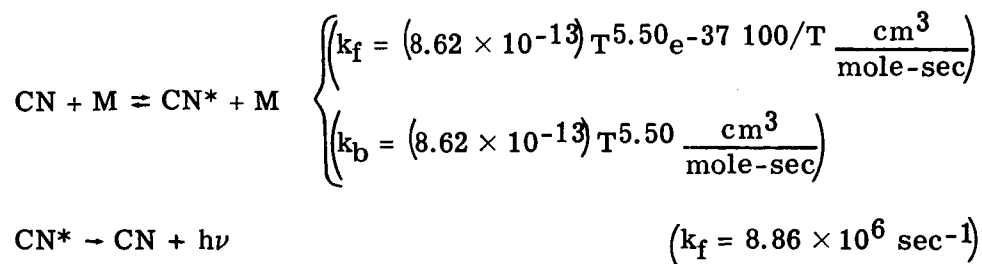 (k_f = (8.62 × 10^-13) T^5.50 e^-37 100/T cm^3/mole-sec)
CN + M ⇄ CN* + M
(k_b = (8.62 × 10^-13) T^5.50 cm^3/mole-sec)
CN* → CN + hν (k_f = 8.86 × 10^6 sec^-1)